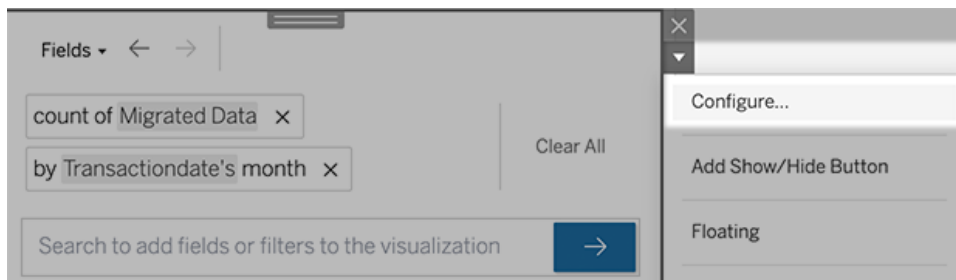 Fields
count of Migrated Data
by Transactiondate's month
Clear All
Search to add fields or filters to the visualization
Configure...
Add Show/Hide Button
Floating